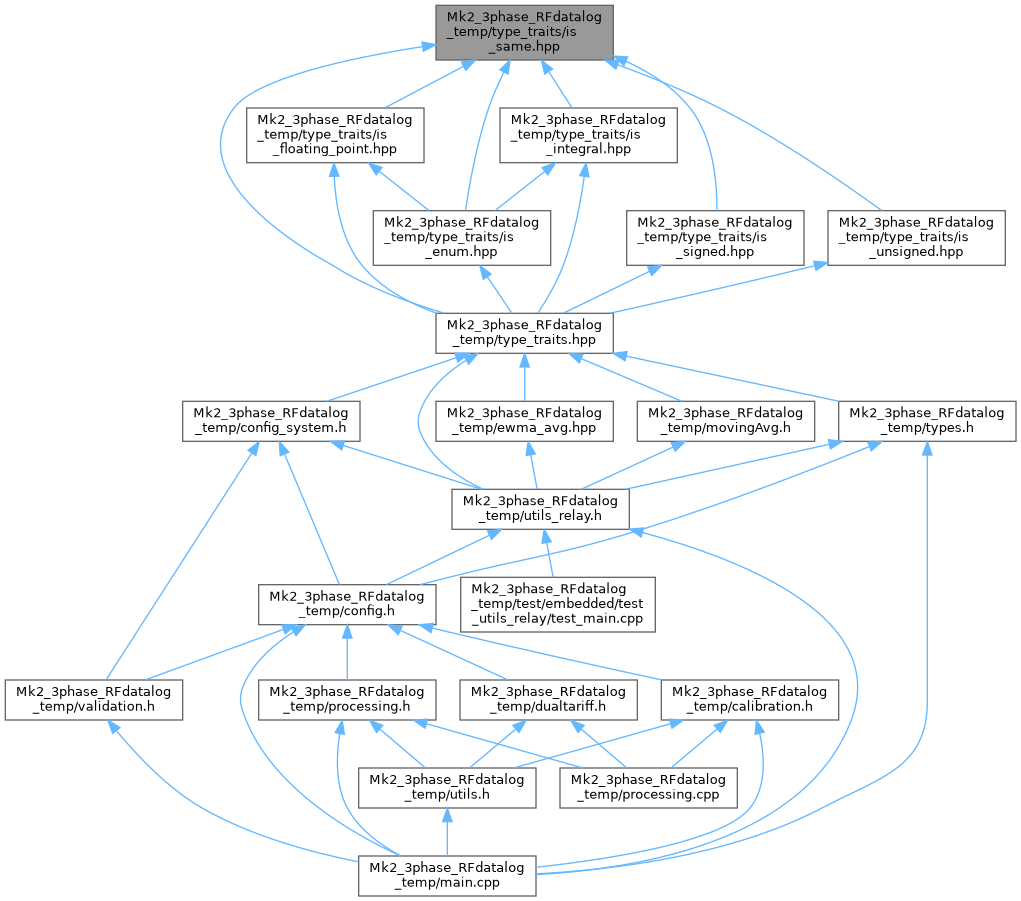 Mk2_3phase_RFdatalog
_temp/type_traits/is
_same.hpp
Mk2_3phase_RFdatalog
_temp/type_traits/is
_floating_point.hpp
Mk2_3phase_RFdatalog
_temp/type_traits/is
_integral.hpp
Mk2_3phase_RFdatalog
_temp/type_traits/is
_enum.hpp
Mk2_3phase_RFdatalog
_temp/type_traits/is
_signed.hpp
Mk2_3phase_RFdatalog
_temp/type_traits/is
_unsigned.hpp
Mk2_3phase_RFdatalog
_temp/type_traits.hpp
Mk2_3phase_RFdatalog
_temp/config_system.h
Mk2_3phase_RFdatalog
_temp/ewma_avg.hpp
Mk2_3phase_RFdatalog
_temp/movingAvg.h
Mk2_3phase_RFdatalog
_temp/types.h
Mk2_3phase_RFdatalog
_temp/utils_relay.h
Mk2_3phase_RFdatalog
_temp/config.h
Mk2_3phase_RFdatalog
_temp/test/embedded/test
_utils_relay/test_main.cpp
Mk2_3phase_RFdatalog
_temp/validation.h
Mk2_3phase_RFdatalog
_temp/processing.h
Mk2_3phase_RFdatalog
_temp/dualtariff.h
Mk2_3phase_RFdatalog
_temp/calibration.h
Mk2_3phase_RFdatalog
_temp/utils.h
Mk2_3phase_RFdatalog
_temp/processing.cpp
Mk2_3phase_RFdatalog
_temp/main.cpp